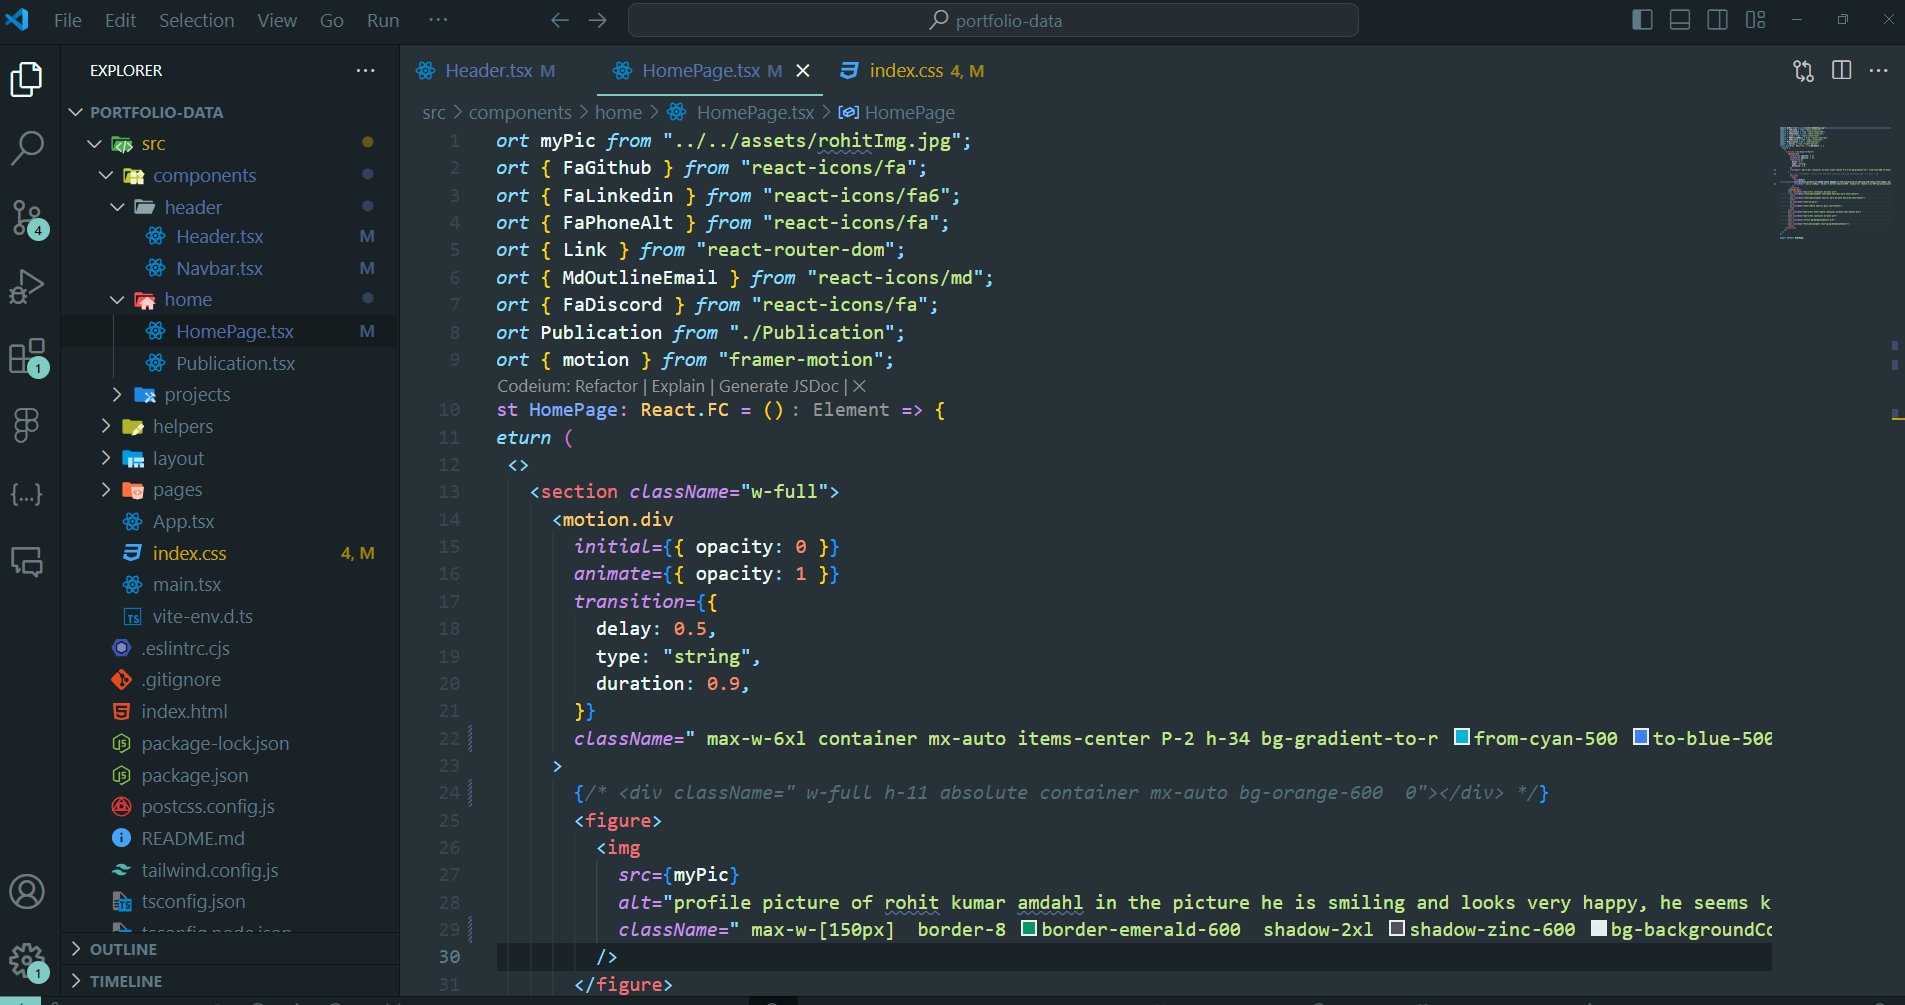 File Edit Selection View Go Run ··· portfolio-data
EXPLORER ···
PORTFOLIO-DATA
src
components
header
Header.tsx M
Navbar.tsx M
home
HomePage.tsx M
Publication.tsx
projects
helpers
layout
pages
App.tsx
index.css 4, M
main.tsx
vite-env.d.ts
.eslintrc.cjs
.gitignore
index.html
package-lock.json
package.json
postcss.config.js
README.md
tailwind.config.js
tsconfig.json
tsconfig.node.json
OUTLINE
TIMELINE
4
1
1
Header.tsx M HomePage.tsx M index.css 4, M
src > components > home > HomePage.tsx > HomePage
1 ort myPic from "../../assets/rohitImg.jpg";
2 ort { FaGithub } from "react-icons/fa";
3 ort { FaLinkedin } from "react-icons/fa6";
4 ort { FaPhoneAlt } from "react-icons/fa";
5 ort { Link } from "react-router-dom";
6 ort { MdOutlineEmail } from "react-icons/md";
7 ort { FaDiscord } from "react-icons/fa";
8 ort Publication from "./Publication";
9 ort { motion } from "framer-motion";
Codeium: Refactor | Explain | Generate JSDoc | ×
10 st HomePage: React.FC = (): Element => {
11 eturn (
12 <>
13 <section className="w-full">
14 <motion.div
15 initial={{ opacity: 0 }}
16 animate={{ opacity: 1 }}
17 transition={{
18 delay: 0.5,
19 type: "string",
20 duration: 0.9,
21 }}
22 className=" max-w-6xl container mx-auto items-center P-2 h-34 bg-gradient-to-r from-cyan-500 to-blue-500
23 >
24 {/* <div className=" w-full h-11 absolute container mx-auto bg-orange-600  0"></div> */}
25 <figure>
26 <img
27 src={myPic}
28 alt="profile picture of rohit kumar amdahl in the picture he is smiling and looks very happy, he seems k
29 className=" max-w-[150px]  border-8 border-emerald-600  shadow-2xl shadow-zinc-600 bg-backgroundCo
30 />
31 </figure>